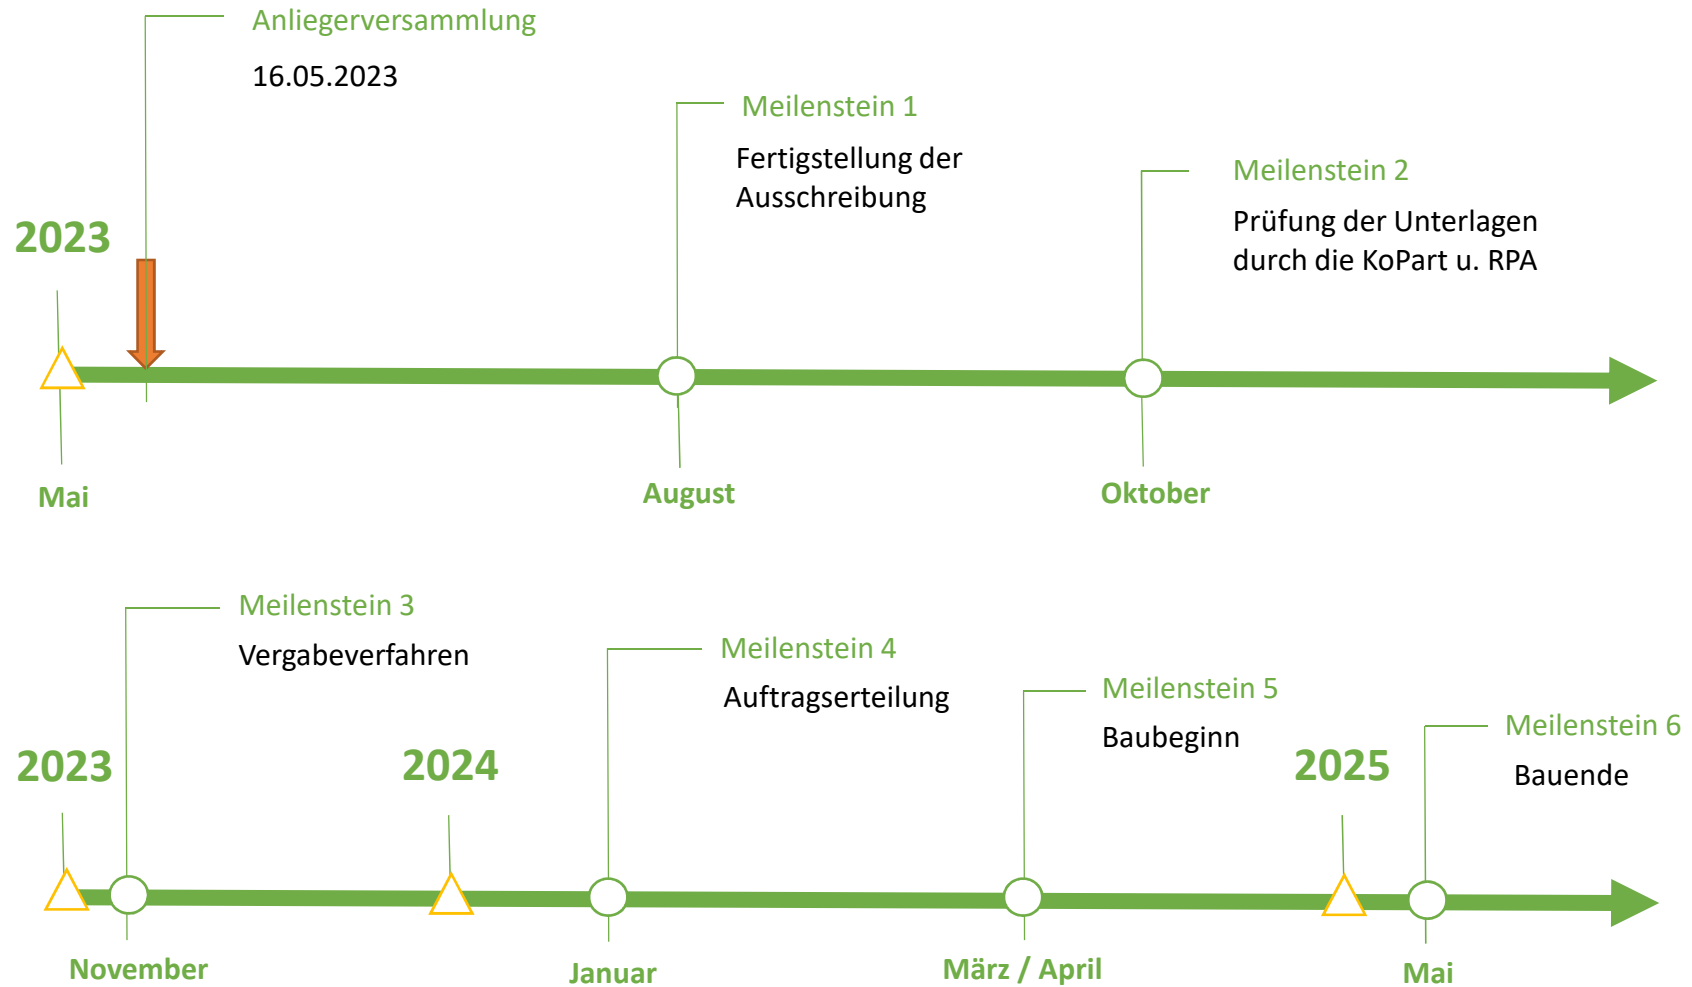 Anliegerversammlung
16.05.2023
Meilenstein 1
Fertigstellung der
Ausschreibung
Meilenstein 2
Prüfung der Unterlagen
durch die KoPart u. RPA
2023
Mai
August
Oktober
Meilenstein 3
Vergabeverfahren
Meilenstein 4
Auftragserteilung
Meilenstein 5
Baubeginn
Meilenstein 6
Bauende
2023
2024
2025
November
Januar
März / April
Mai